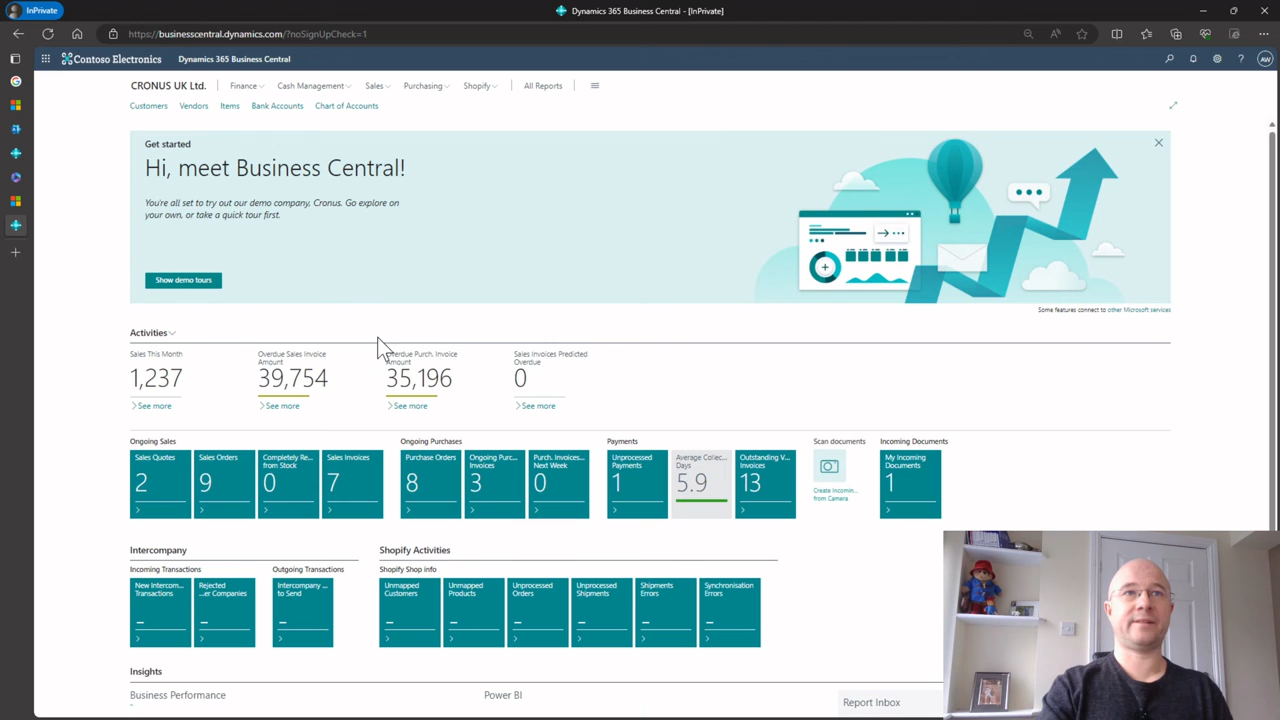 InPrivate
Dynamics 365 Business Central - [InPrivate]
https://businesscentral.dynamics.com/?noSignUpCheck=1
Contoso Electronics
Dynamics 365 Business Central
AW
CRONUS UK Ltd.
Finance
Cash Management
Sales
Purchasing
Shopify
All Reports
Customers
Vendors
Items
Bank Accounts
Chart of Accounts
Get started
Hi, meet Business Central!
You're all set to try out our demo company, Cronus. Go explore on
your own, or take a quick tour first.
Show demo tours
Some features connect to other Microsoft services
Activities
Sales This Month
1,237
See more
Overdue Sales Invoice
Amount
39,754
See more
Overdue Purch. Invoice
Amount
35,196
See more
Sales Invoices Predicted
Overdue
0
See more
Ongoing Sales
Sales Quotes
2
Sales Orders
9
Completely Re...
from Stock
0
Sales Invoices
7
Ongoing Purchases
Purchase Orders
8
Ongoing Purc...
Invoices
3
Purch. Invoices...
Next Week
0
Payments
Unprocessed
Payments
1
Average Collec...
Days
5.9
Outstanding V...
Invoices
13
Scan documents
Create Incomin...
from Camera
Incoming Documents
My Incoming
Documents
1
Intercompany
Incoming Transactions
New Intercom...
Transactions
–
Rejected
...er Companies
–
Outgoing Transactions
Intercompany ...
to Send
–
Shopify Activities
Shopify Shop info
Unmapped
Customers
–
Unmapped
Products
–
Unprocessed
Orders
–
Unprocessed
Shipments
–
Shipments
Errors
–
Synchronisation
Errors
–
Insights
Business Performance
Power BI
Report Inbox